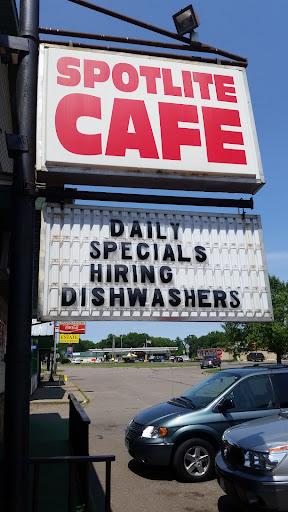 SPOTLITE
CAFE
DAILY
SPECIALS
HIRING
DISHWASHERS